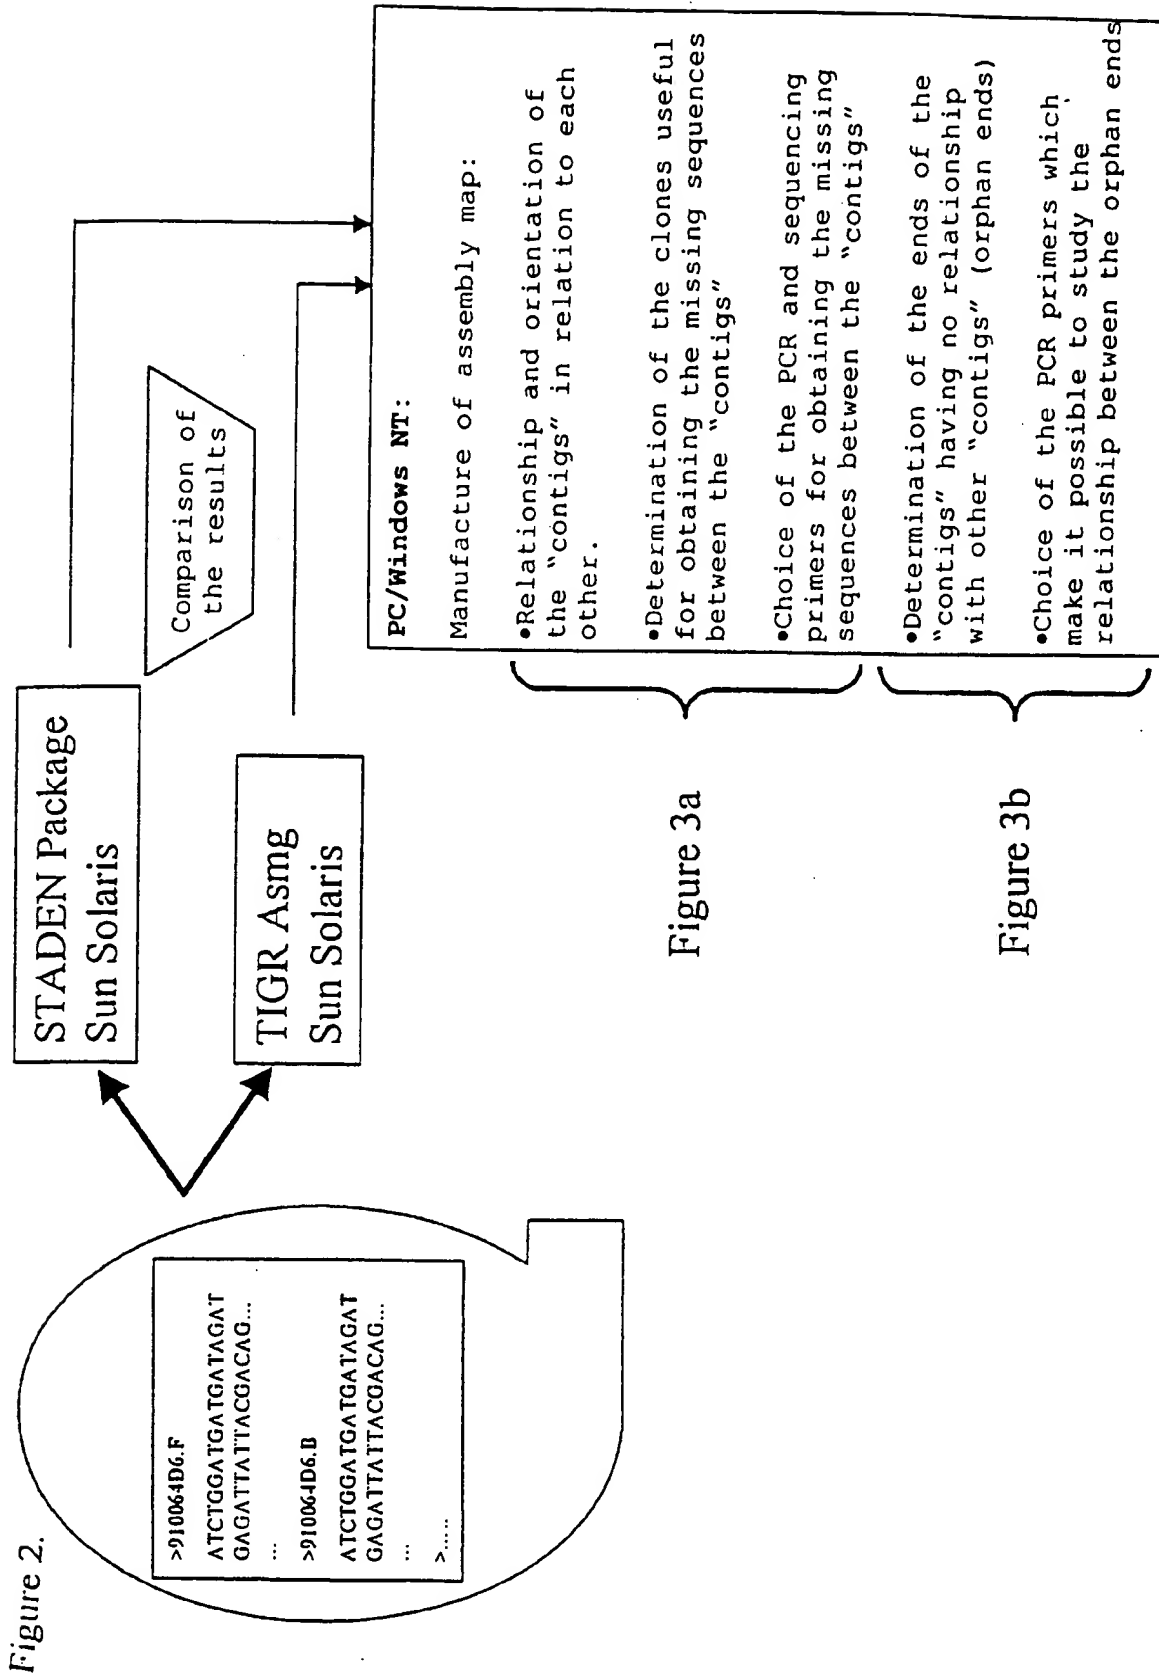 Figure 2.
>910064D6.F
ATCTGGATGATGATAGAT
GAGATTATTACGACAG...
...
>910064D6.B
ATCTGGATGATGATAGAT
GAGATTATTACGACAG...
...
>.....
STADEN Package
Sun Solaris
TIGR Asmg
Sun Solaris
Comparison of
the results
PC/Windows NT:
Manufacture of assembly map:
•Relationship and orientation of
the “contigs” in relation to each
other.
•Determination of the clones useful
for obtaining the missing sequences
between the “contigs”
•Choice of the PCR and sequencing
primers for obtaining the missing
sequences between the “contigs”
•Determination of the ends of the
“contigs” having no relationship
with other “contigs” (orphan ends)
•Choice of the PCR primers which
make it possible to study the
relationship between the orphan ends
Figure 3a
Figure 3b